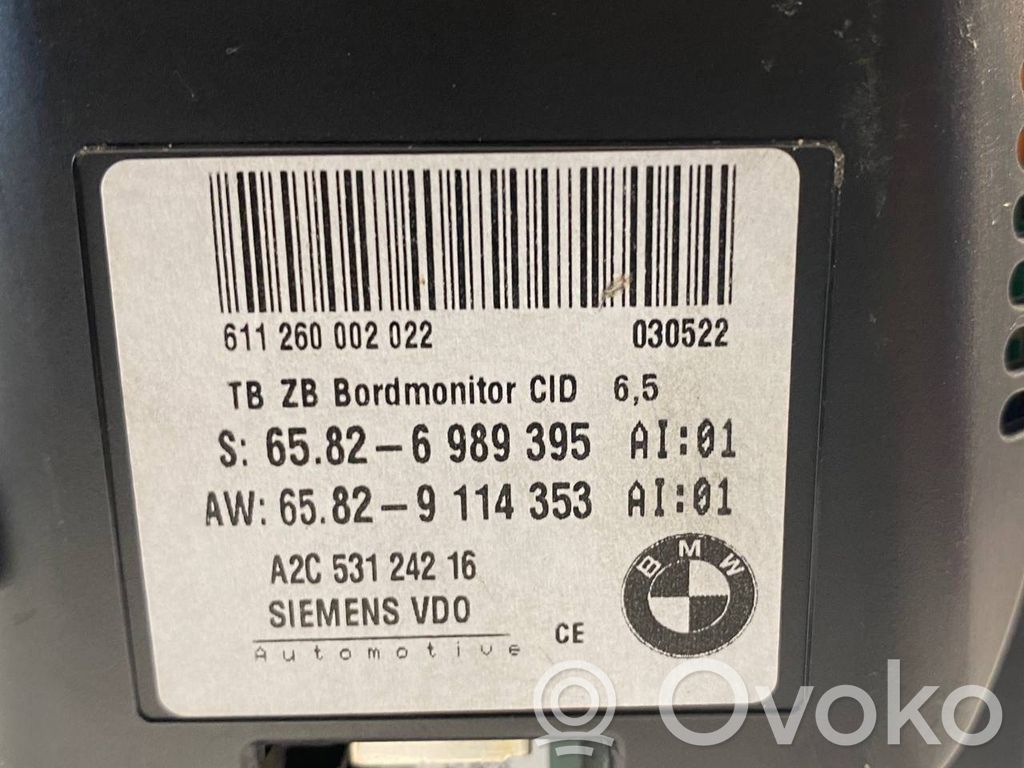 611 260 002 022 030522
TB ZB Bordmonitor CID 6,5
S: 65.82-6 989 395 AI:01
AW: 65.82-9 114 353 AI:01
A2C 531 242 16
SIEMENS VDO
Automotive
CE
BMW
Ovoko